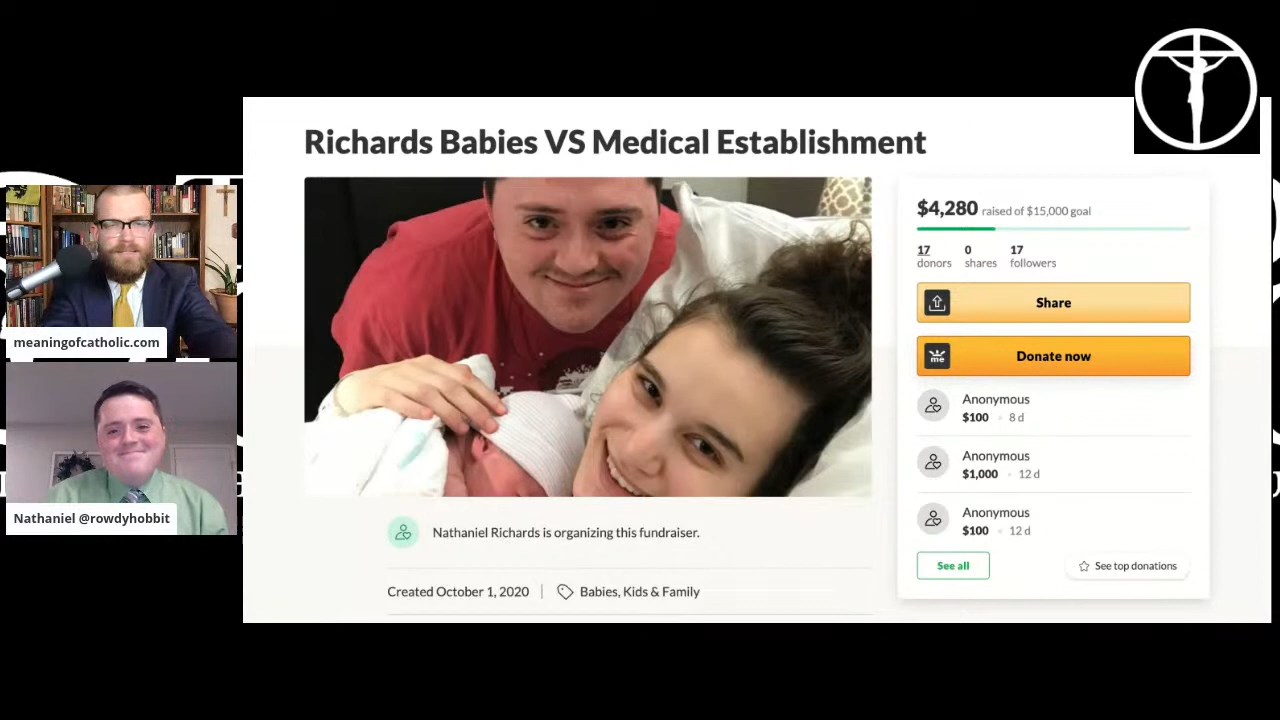 Richards Babies VS Medical Establishment
meaningofcatholic.com
Nathaniel @rowdyhobbit
Nathaniel Richards is organizing this fundraiser.
Created October 1, 2020
Babies, Kids & Family
$4,280 raised of $15,000 goal
17 0 17
donors shares followers
Share
me Donate now
Anonymous
$100 • 8 d
Anonymous
$1,000 • 12 d
Anonymous
$100 • 12 d
See all See top donations